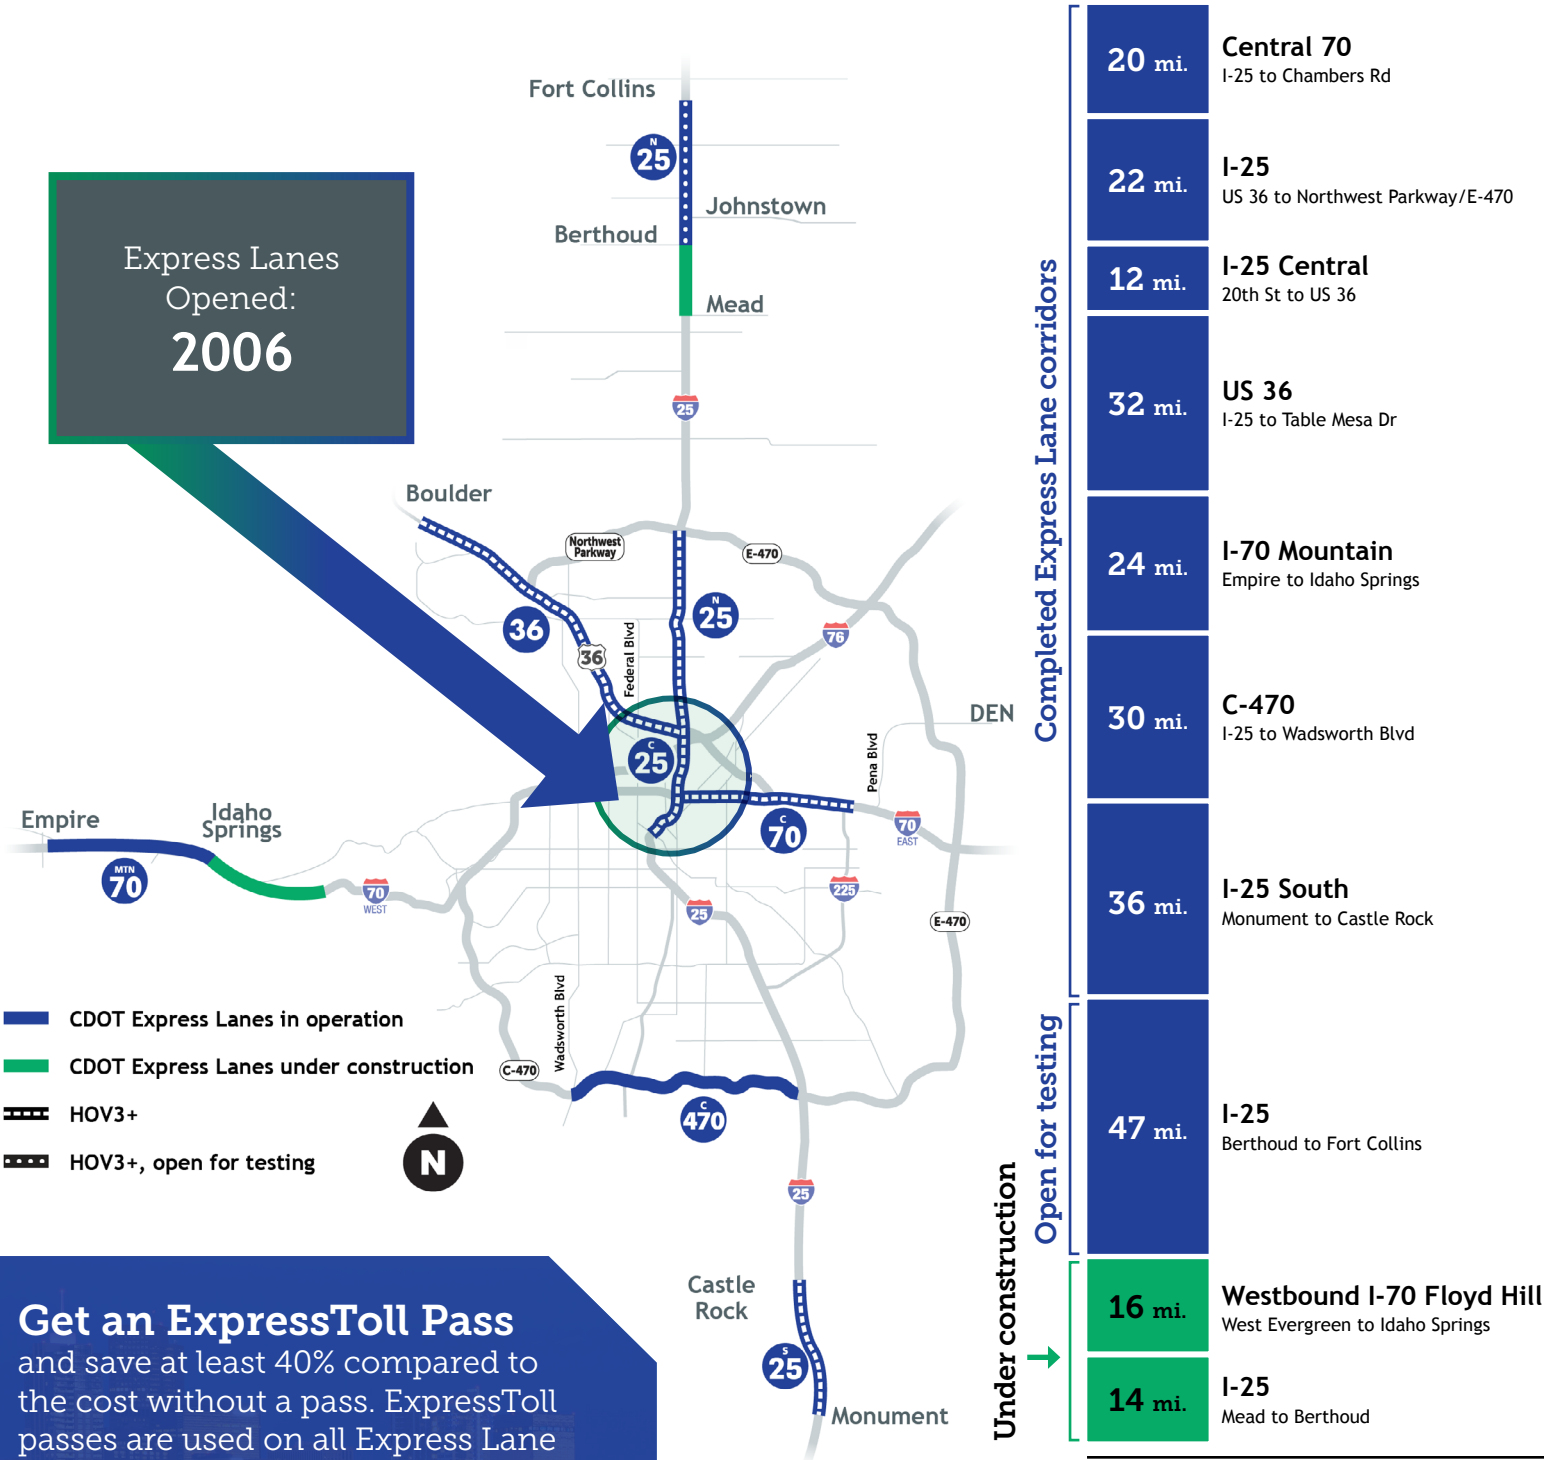 Express Lanes
Opened:
2006
Fort Collins
N
25
Johnstown
Berthoud
Mead
25
Boulder
Northwest
Parkway
E-470
36
N
25
Federal Blvd
36
76
DEN
C
25
Pena Blvd
C
70
70
EAST
Empire
Idaho
Springs
MTN
70
70
WEST
225
25
E-470
Wadsworth Blvd
C-470
C
470
25
Castle
Rock
S
25
Monument
CDOT Express Lanes in operation
CDOT Express Lanes under construction
HOV3+
HOV3+, open for testing
N
Get an ExpressToll Pass
and save at least 40% compared to
the cost without a pass. ExpressToll
passes are used on all Express Lane
Completed Express Lane corridors
20 mi.
Central 70
I-25 to Chambers Rd
22 mi.
I-25
US 36 to Northwest Parkway/E-470
12 mi.
I-25 Central
20th St to US 36
32 mi.
US 36
I-25 to Table Mesa Dr
24 mi.
I-70 Mountain
Empire to Idaho Springs
30 mi.
C-470
I-25 to Wadsworth Blvd
36 mi.
I-25 South
Monument to Castle Rock
Open for testing
47 mi.
I-25
Berthoud to Fort Collins
Under construction
16 mi.
Westbound I-70 Floyd Hill
West Evergreen to Idaho Springs
14 mi.
I-25
Mead to Berthoud